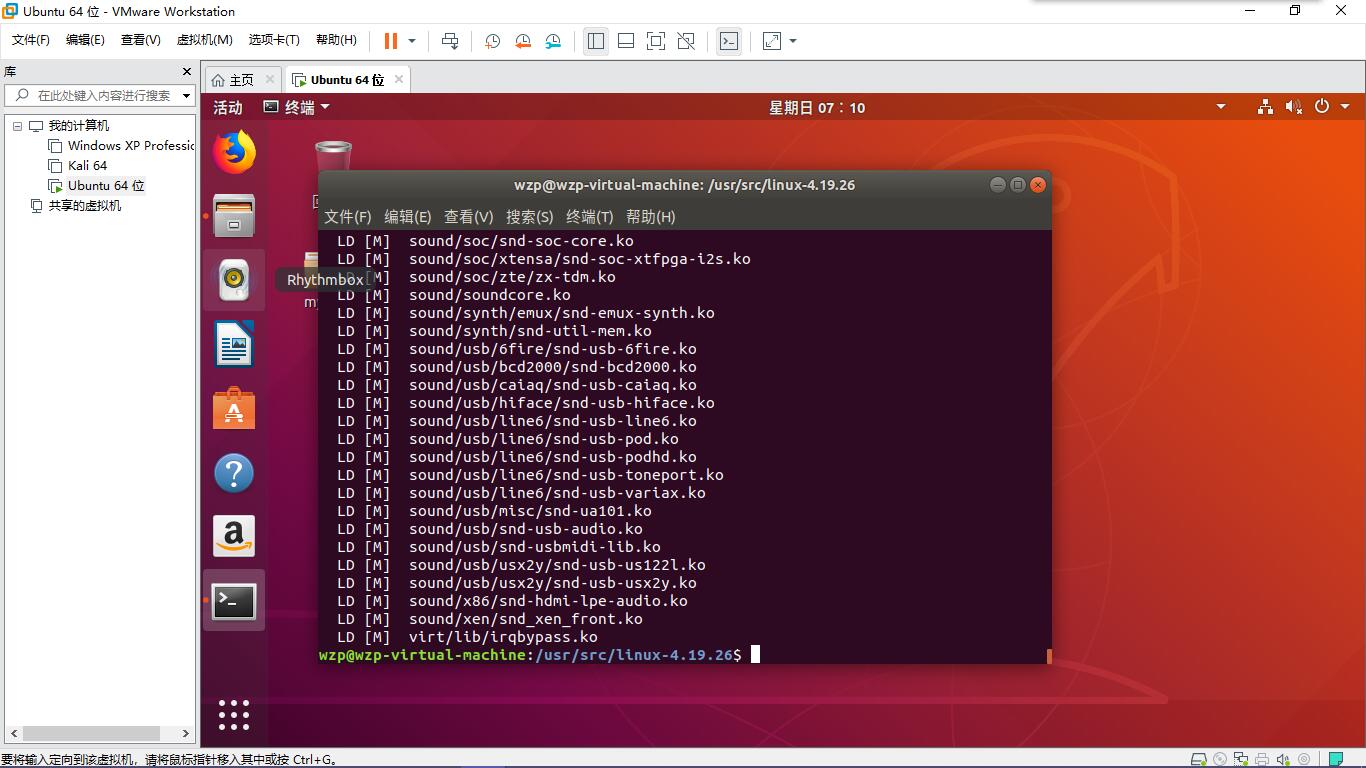 Ubuntu 64 位 - VMware Workstation
文件(F) 编辑(E) 查看(V) 虚拟机(M) 选项卡(T) 帮助(H)
库
在此处键入内容进行搜索
我的计算机
Windows XP Professic
Kali 64
Ubuntu 64 位
共享的虚拟机
主页 Ubuntu 64 位
活动 终端 星期日 07：10
wzp@wzp-virtual-machine: /usr/src/linux-4.19.26
文件(F) 编辑(E) 查看(V) 搜索(S) 终端(T) 帮助(H)
Rhythmbox
LD [M] sound/soc/snd-soc-core.ko
LD [M] sound/soc/xtensa/snd-soc-xtfpga-i2s.ko
[M] sound/soc/zte/zx-tdm.ko
LD [M] sound/soundcore.ko
LD [M] sound/synth/emux/snd-emux-synth.ko
LD [M] sound/synth/snd-util-mem.ko
LD [M] sound/usb/6fire/snd-usb-6fire.ko
LD [M] sound/usb/bcd2000/snd-bcd2000.ko
LD [M] sound/usb/caiaq/snd-usb-caiaq.ko
LD [M] sound/usb/hiface/snd-usb-hiface.ko
LD [M] sound/usb/line6/snd-usb-line6.ko
LD [M] sound/usb/line6/snd-usb-pod.ko
LD [M] sound/usb/line6/snd-usb-podhd.ko
LD [M] sound/usb/line6/snd-usb-toneport.ko
LD [M] sound/usb/line6/snd-usb-variax.ko
LD [M] sound/usb/misc/snd-ua101.ko
LD [M] sound/usb/snd-usb-audio.ko
LD [M] sound/usb/snd-usbmidi-lib.ko
LD [M] sound/usb/usx2y/snd-usb-us122l.ko
LD [M] sound/usb/usx2y/snd-usb-usx2y.ko
LD [M] sound/x86/snd-hdmi-lpe-audio.ko
LD [M] sound/xen/snd_xen_front.ko
LD [M] virt/lib/irqbypass.ko
wzp@wzp-virtual-machine:/usr/src/linux-4.19.26$
要将输入定向到该虚拟机，请将鼠标指针移入其中或按 Ctrl+G。